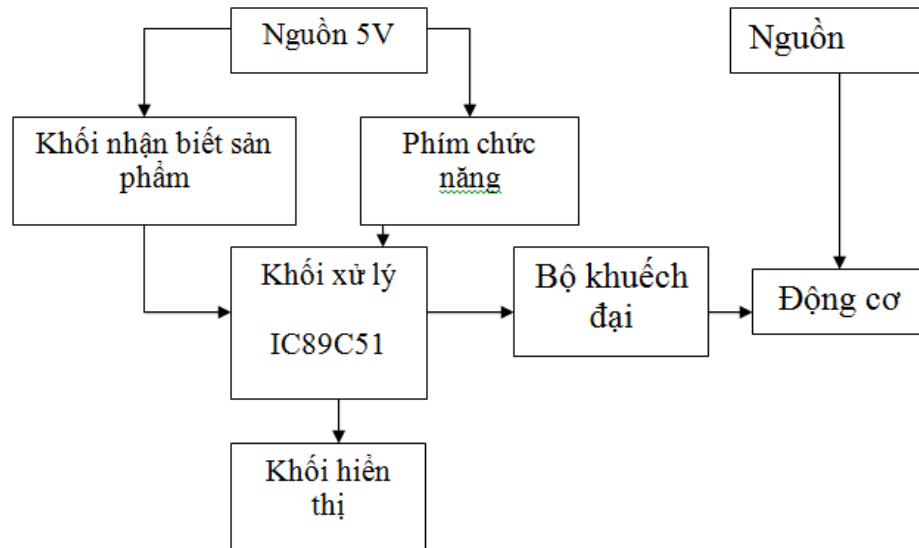 Nguồn 5V
Nguồn
Khối nhận biết sản
phẩm
Phím chức
năng
Khối xử lý
IC89C51
Bộ khuếch
đại
Động cơ
Khối hiển
thị